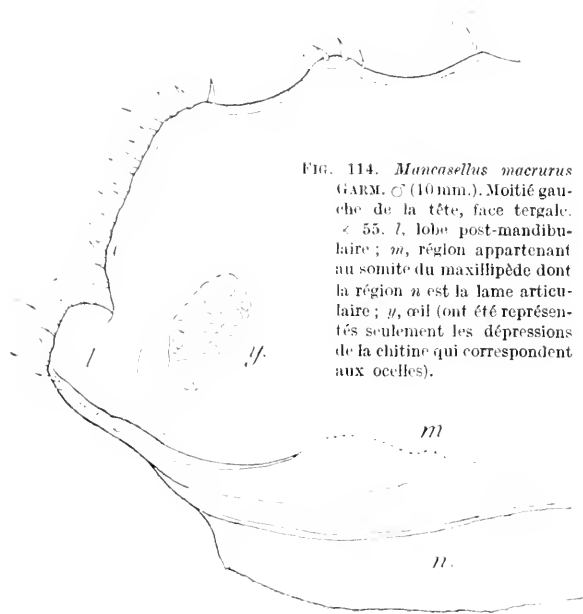 FIG. 114. Mancasellus macrurus
GARM. ♂ (10 mm.). Moitié gau-
che de la tête, face tergale.
× 55. l, lobe post-mandibu-
laire ; m, région appartenant
au somite du maxillipède dont
la région n est la lame articu-
laire ; y, œil (ont été représen-
tés seulement les dépressions
de la chitine qui correspondent
aux ocelles).
l
y.
m
n.